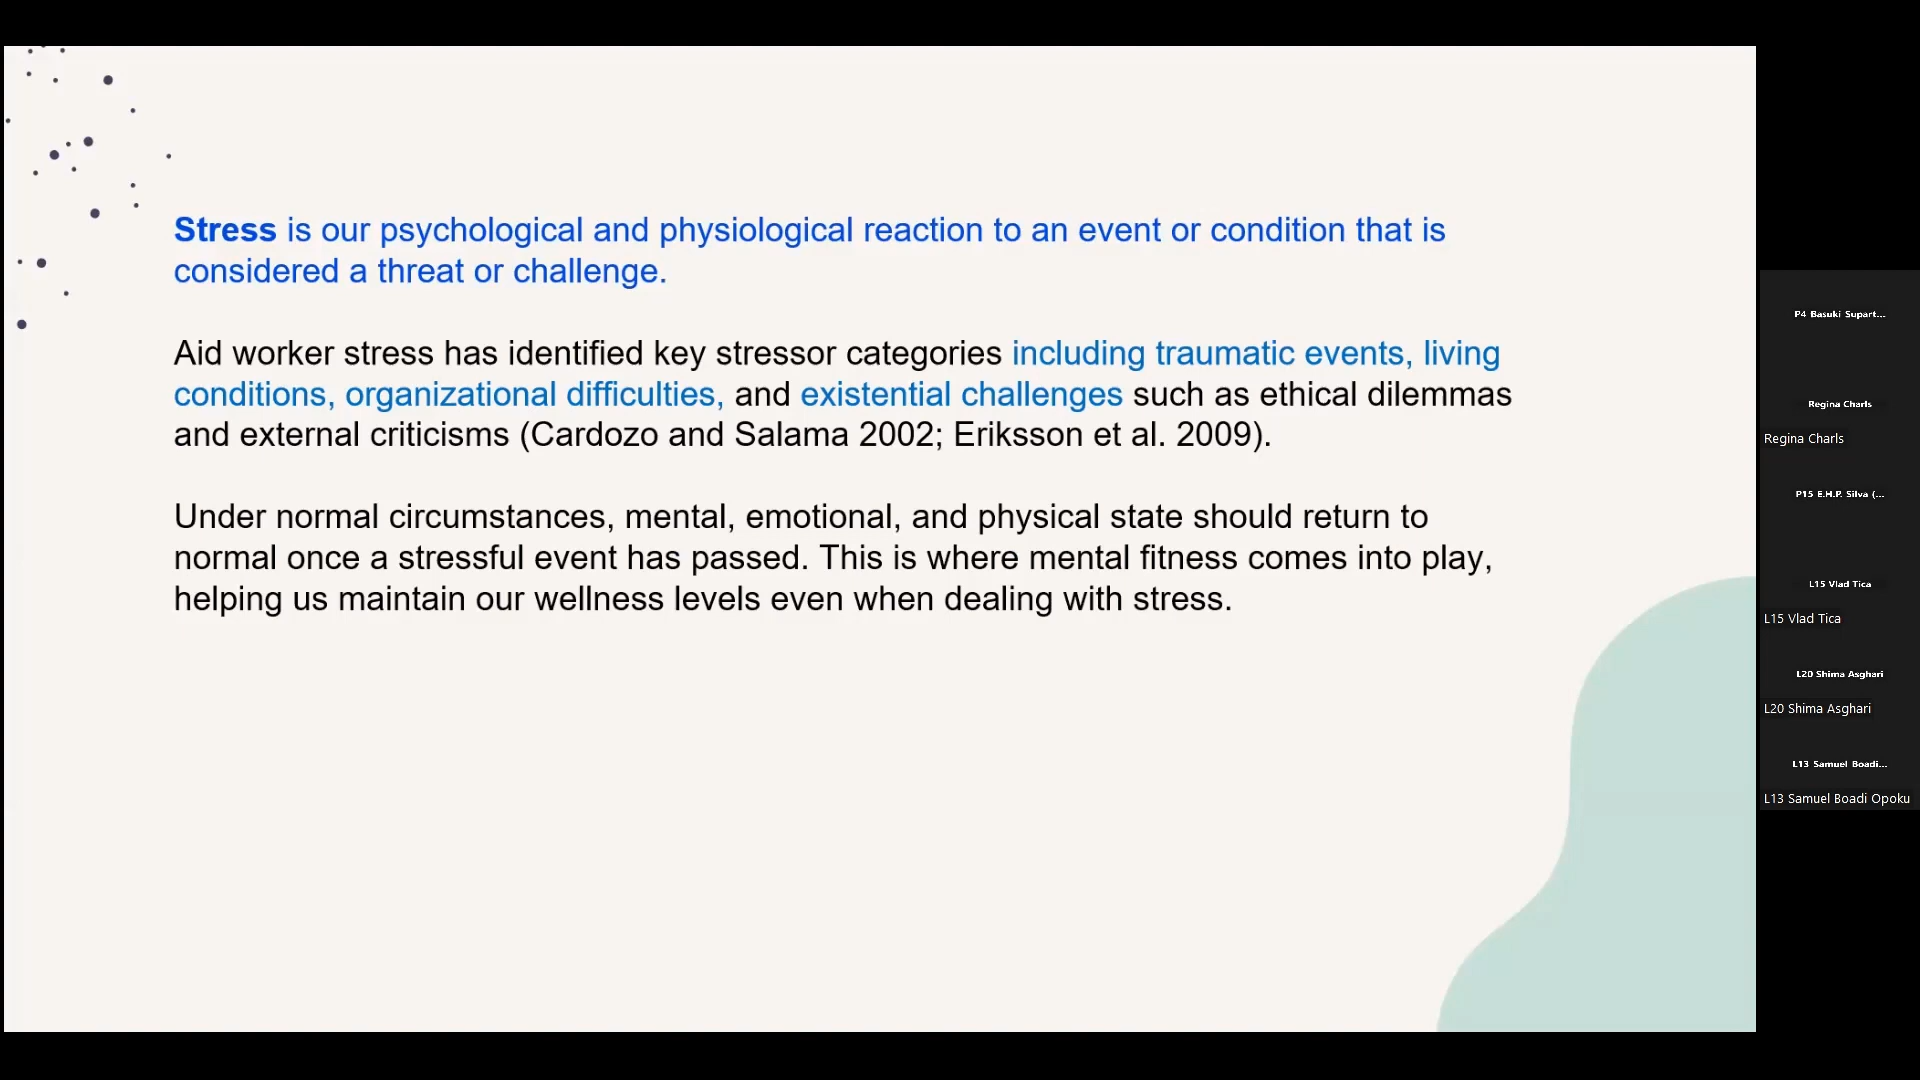 Stress is our psychological and physiological reaction to an event or condition that is
considered a threat or challenge.
Aid worker stress has identified key stressor categories including traumatic events, living
conditions, organizational difficulties, and existential challenges such as ethical dilemmas
and external criticisms (Cardozo and Salama 2002; Eriksson et al. 2009).
Under normal circumstances, mental, emotional, and physical state should return to
normal once a stressful event has passed. This is where mental fitness comes into play,
helping us maintain our wellness levels even when dealing with stress.
P4 Basuki Supart...
Regina Charls
Regina Charls
P15 E.H.P. Silva (...
L15 Vlad Tica
L15 Vlad Tica
L20 Shima Asghari
L20 Shima Asghari
L13 Samuel Boadi...
L13 Samuel Boadi Opoku